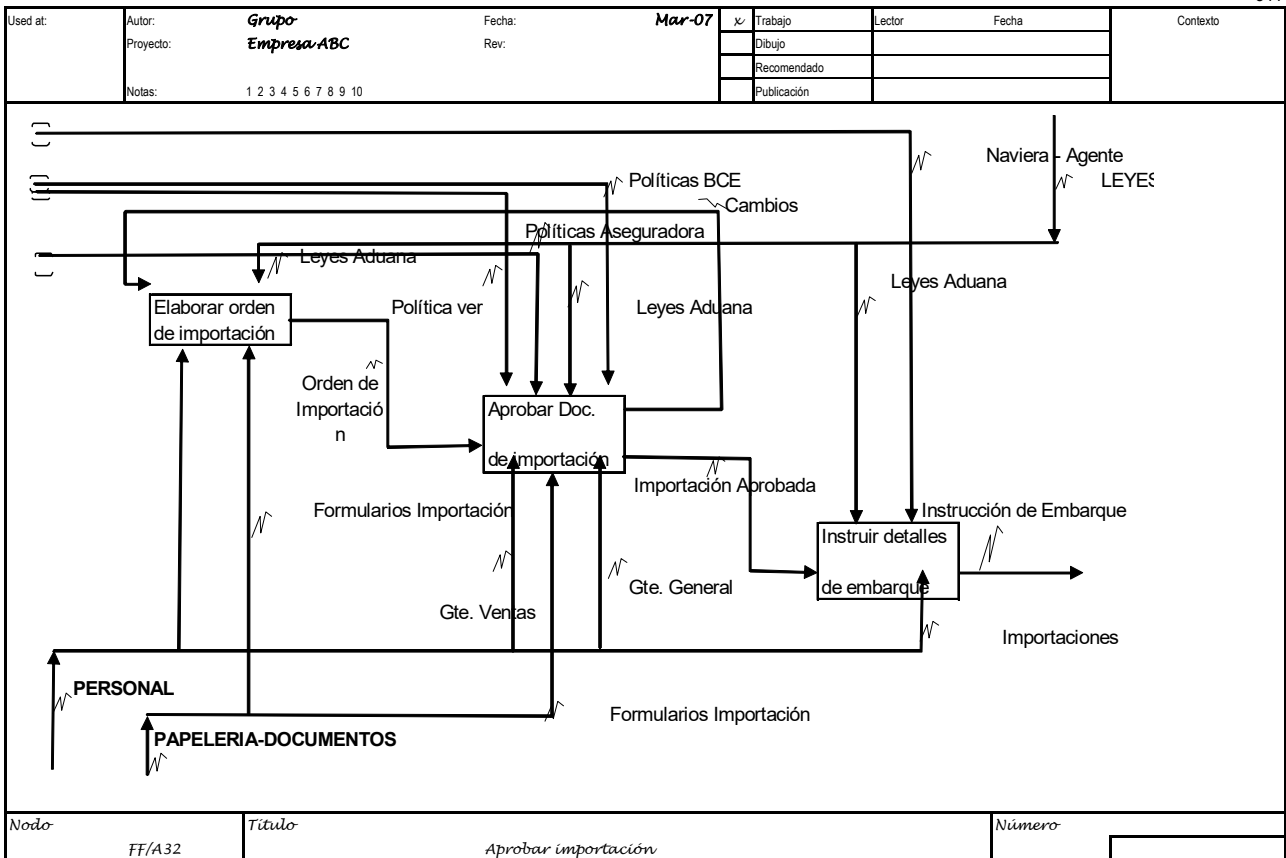 Used at:
Autor:
Grupo
Fecha:
Mar-07
x
Trabajo
Lector
Fecha
Contexto
Proyecto:
Empresa ABC
Rev:
Dibujo
Recomendado
Notas:
1 2 3 4 5 6 7 8 9 10
Publicación
Naviera - Agente
LEYES
Políticas BCE
Cambios
Políticas Aseguradora
Leyes Aduana
Leyes Aduana
Elaborar orden
de importación
Política ver
Leyes Aduana
Orden de
Importació
n
Aprobar Doc.
de importación
Importación Aprobada
Formularios Importación
Instrucción de Embarque
Instruir detalles
de embarque
Gte. General
Gte. Ventas
Importaciones
PERSONAL
Formularios Importación
PAPELERIA-DOCUMENTOS
Nodo
Título
Número
FF/A32
Aprobar importación